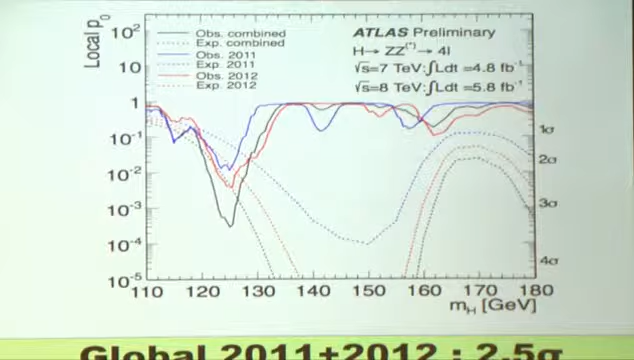 Local p₀
10²
10
1
10⁻¹
10⁻²
10⁻³
10⁻⁴
10⁻⁵
Obs. combined
Exp. combined
Obs. 2011
Exp. 2011
Obs. 2012
Exp. 2012
ATLAS Preliminary
H→ ZZ⁽*⁾→ 4l
√s=7 TeV:∫Ldt =4.8 fb⁻¹
√s=8 TeV:∫Ldt =5.8 fb⁻¹
1σ
2σ
3σ
4σ
110 120 130 140 150 160 170 180
m_H [GeV]
Global 2011+2012 : 2.5σ